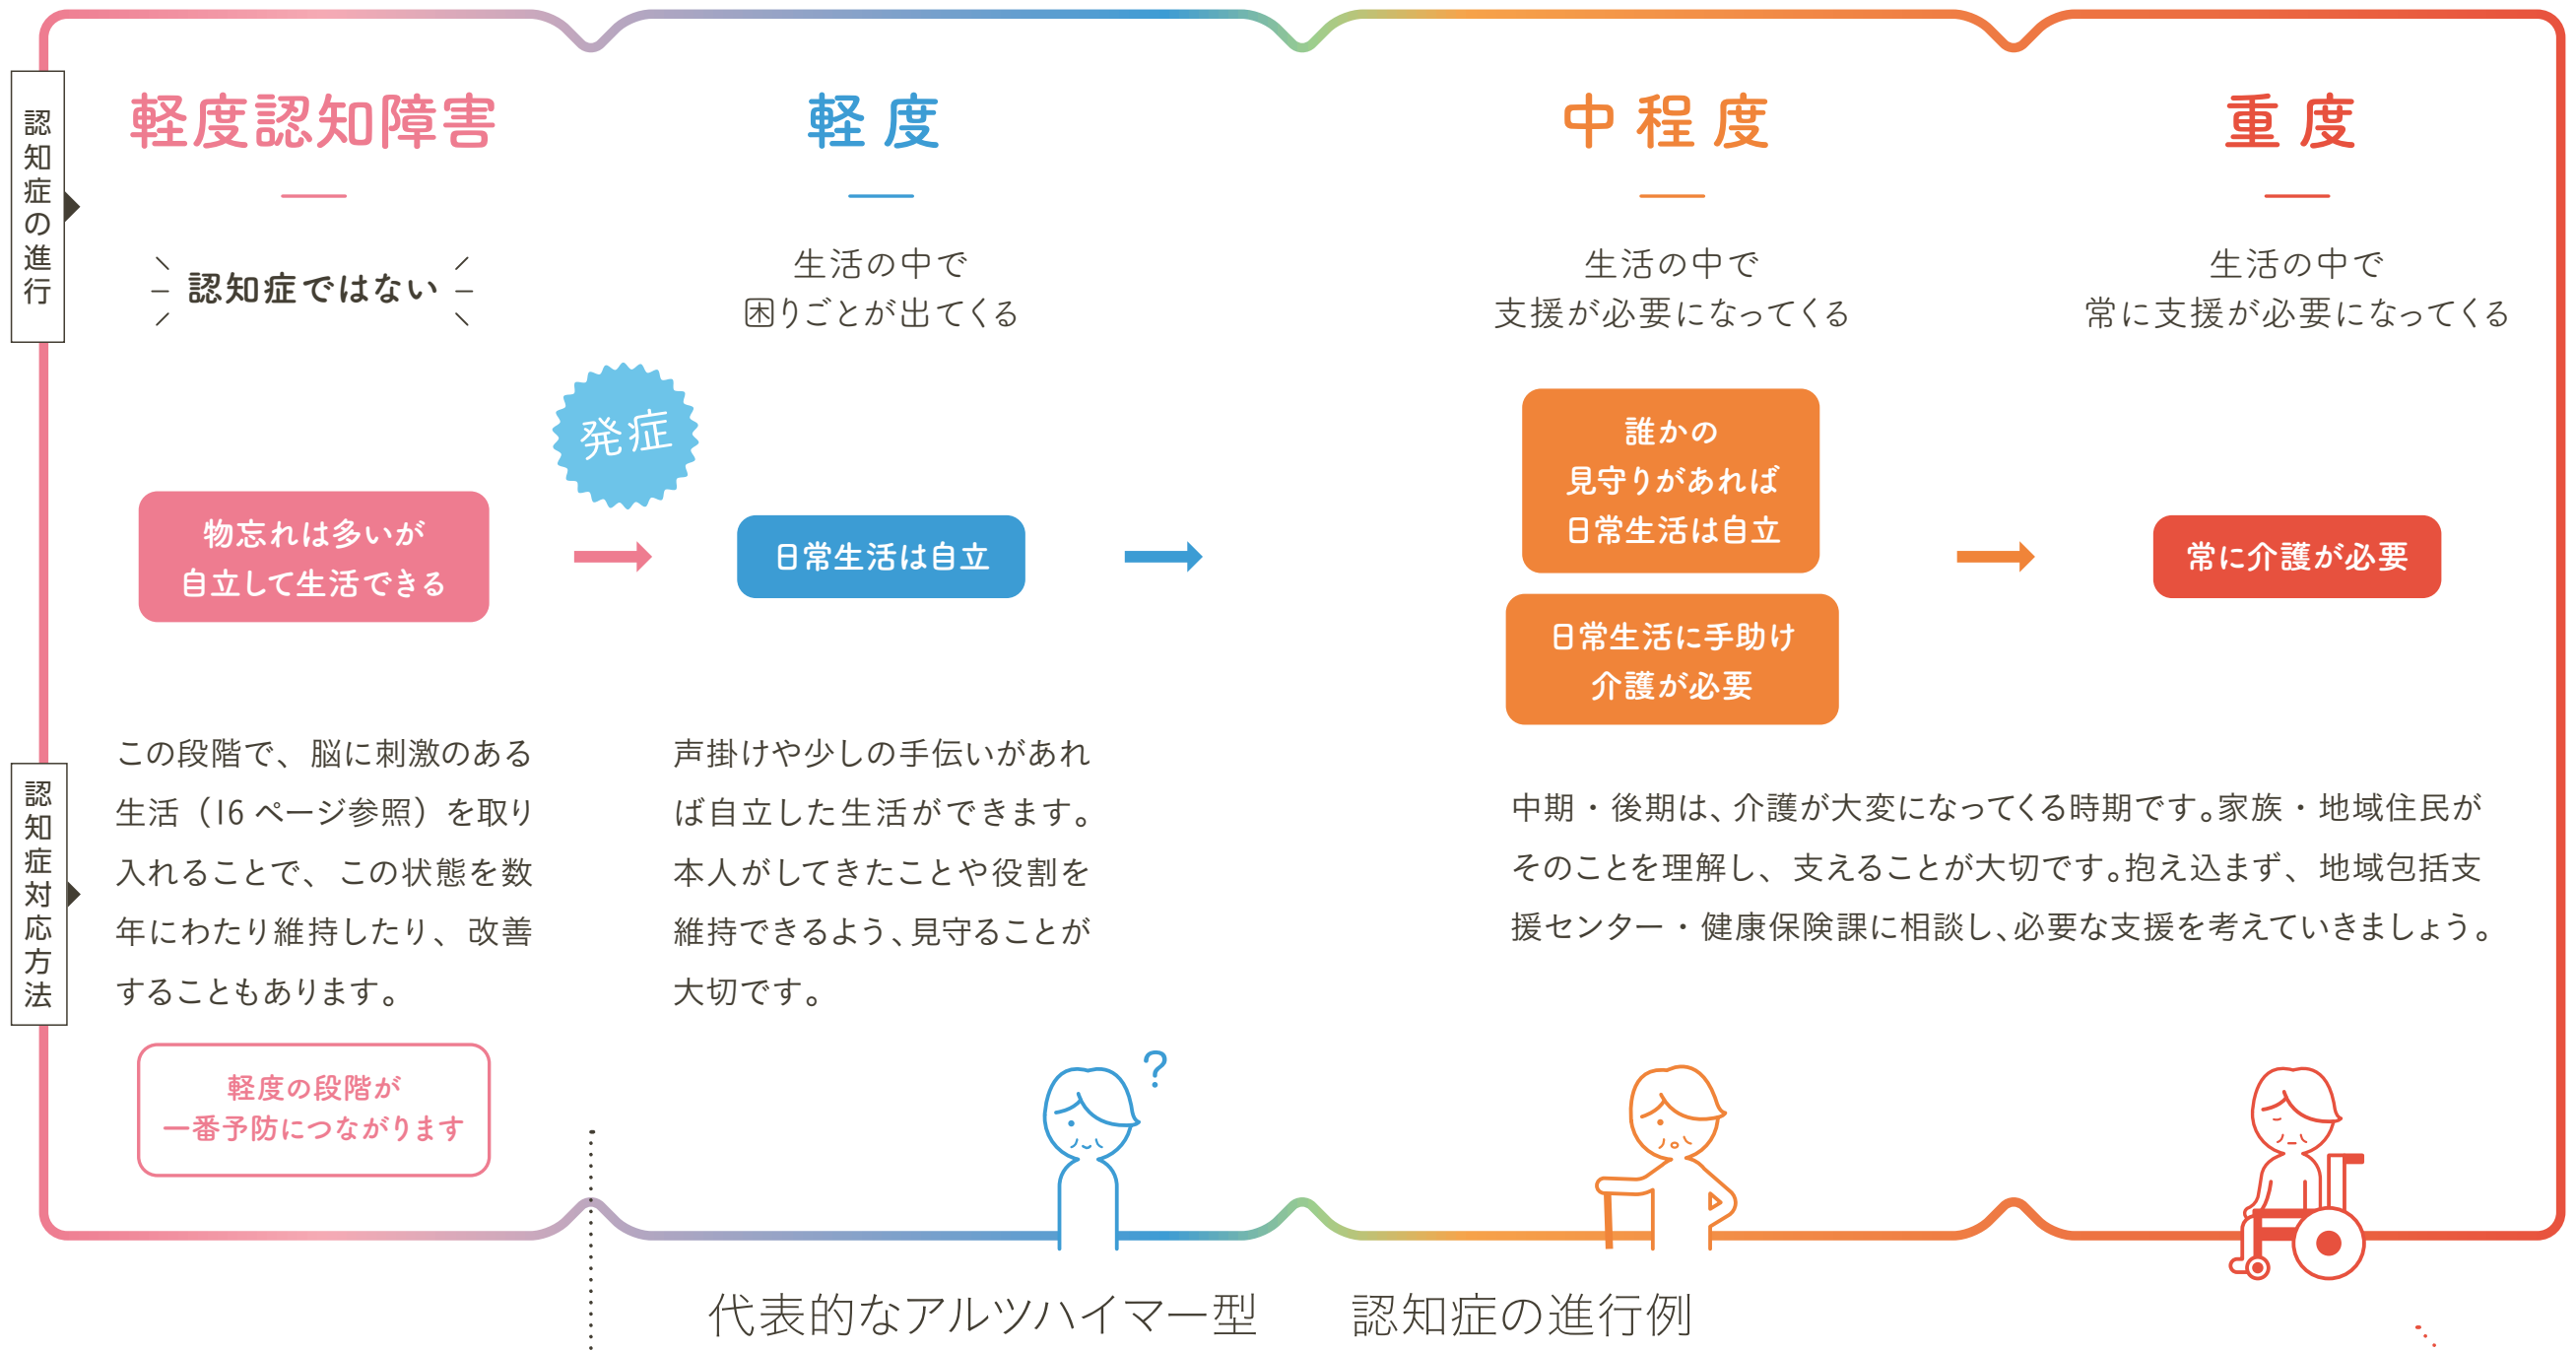 認知症の進行
軽度認知障害
認知症ではない
物忘れは多いが
自立して生活できる
発症
軽度
生活の中で
困りごとが出てくる
日常生活は自立
中程度
生活の中で
支援が必要になってくる
誰かの
見守りがあれば
日常生活は自立
日常生活に手助け
介護が必要
重度
生活の中で
常に支援が必要になってくる
常に介護が必要
認知症対応方法
この段階で、脳に刺激のある
生活（16 ページ参照）を取り
入れることで、この状態を数
年にわたり維持したり、改善
することもあります。
軽度の段階が
一番予防につながります
声掛けや少しの手伝いがあれ
ば自立した生活ができます。
本人がしてきたことや役割を
維持できるよう、見守ることが
大切です。
?
中期・後期は、介護が大変になってくる時期です。家族・地域住民が
そのことを理解し、支えることが大切です。抱え込まず、地域包括支
援センター・健康保険課に相談し、必要な支援を考えていきましょう。
代表的なアルツハイマー型　認知症の進行例